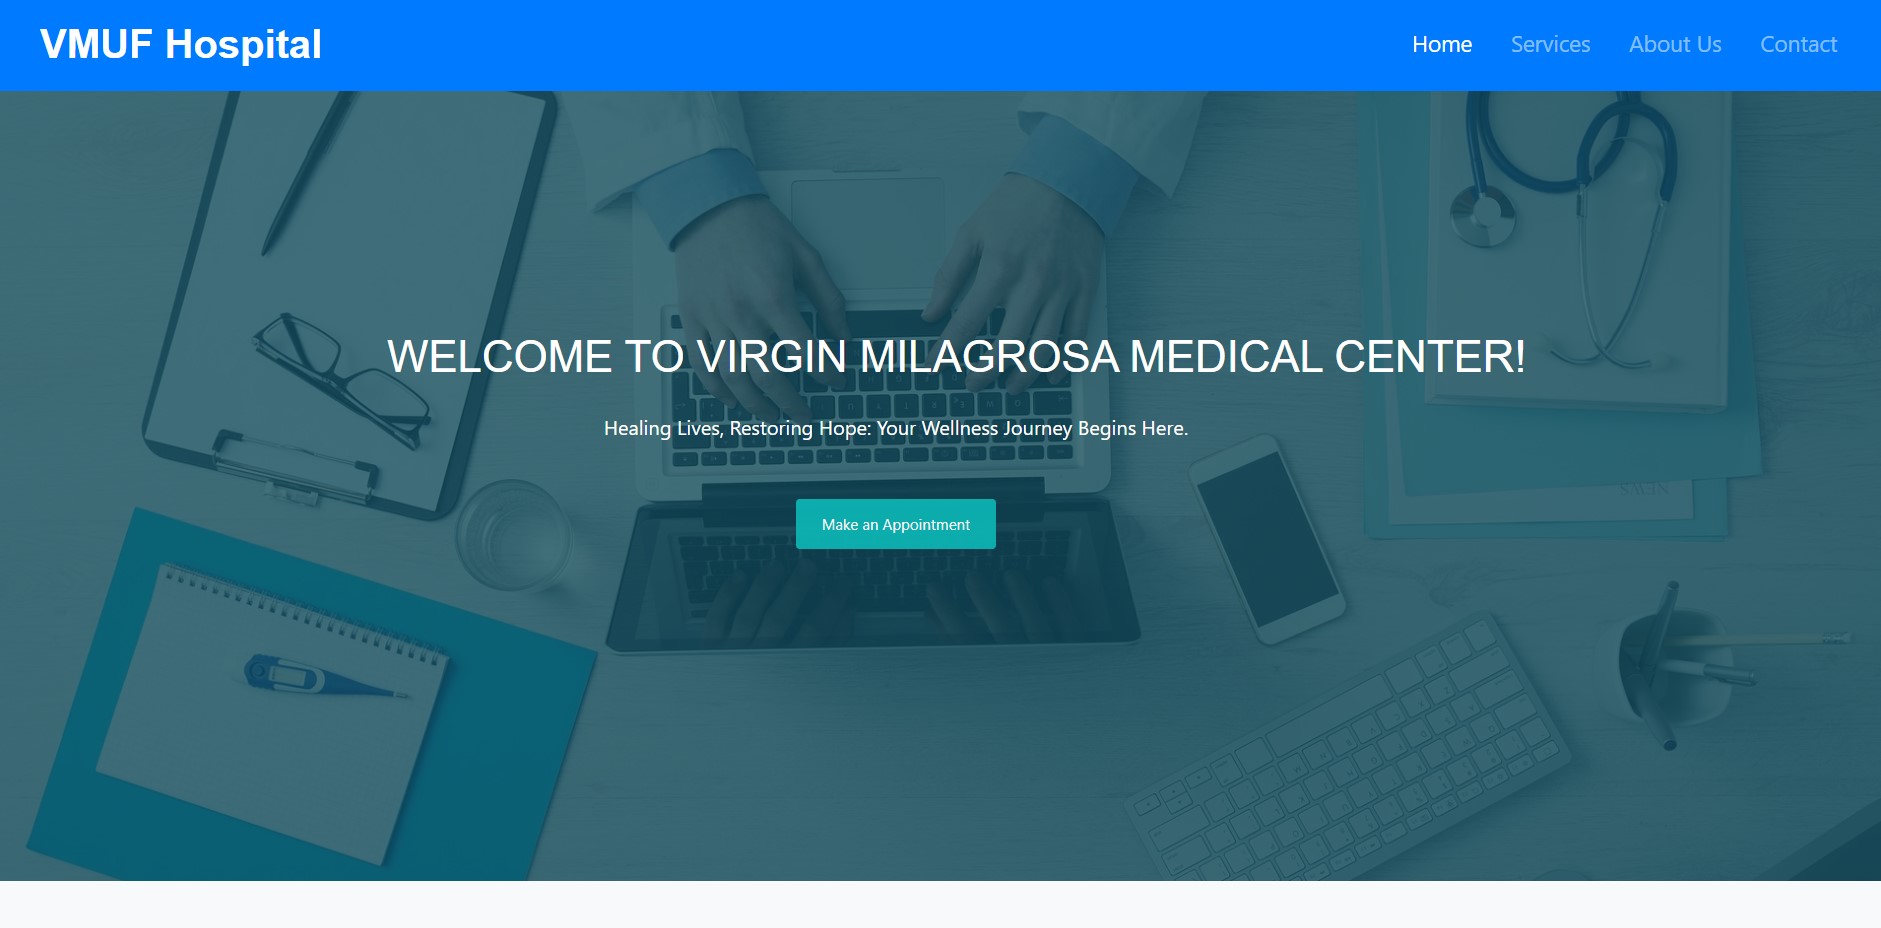 VMUF Hospital
Home Services About Us Contact
WELCOME TO VIRGIN MILAGROSA MEDICAL CENTER!
Healing Lives, Restoring Hope: Your Wellness Journey Begins Here.
Make an Appointment
NEWS